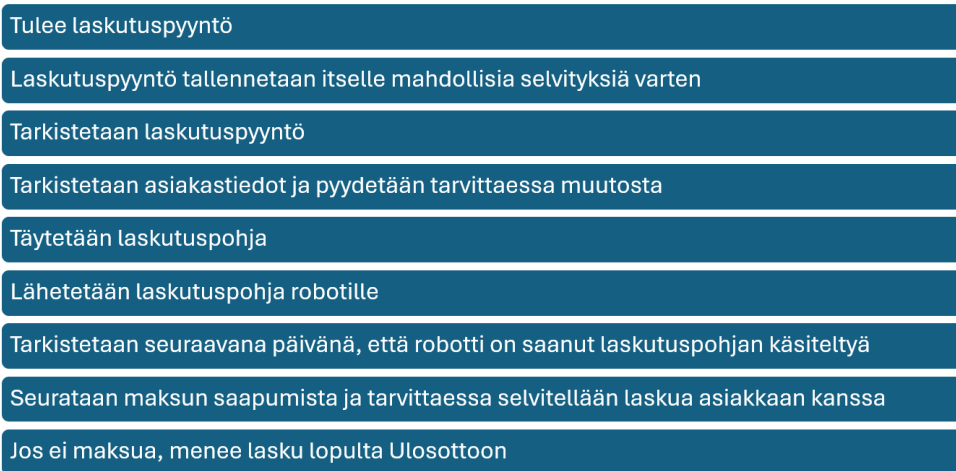 Tulee laskutuspyyntö
Laskutuspyyntö tallennetaan itselle mahdollisia selvityksiä varten
Tarkistetaan laskutuspyyntö
Tarkistetaan asiakastiedot ja pyydetään tarvittaessa muutosta
Täytetään laskutuspohja
Lähetetään laskutuspohja robotille
Tarkistetaan seuraavana päivänä, että robotti on saanut laskutuspohjan käsiteltyä
Seurataan maksun saapumista ja tarvittaessa selvitellään laskua asiakkaan kanssa
Jos ei maksua, menee lasku lopulta Ulosottoon